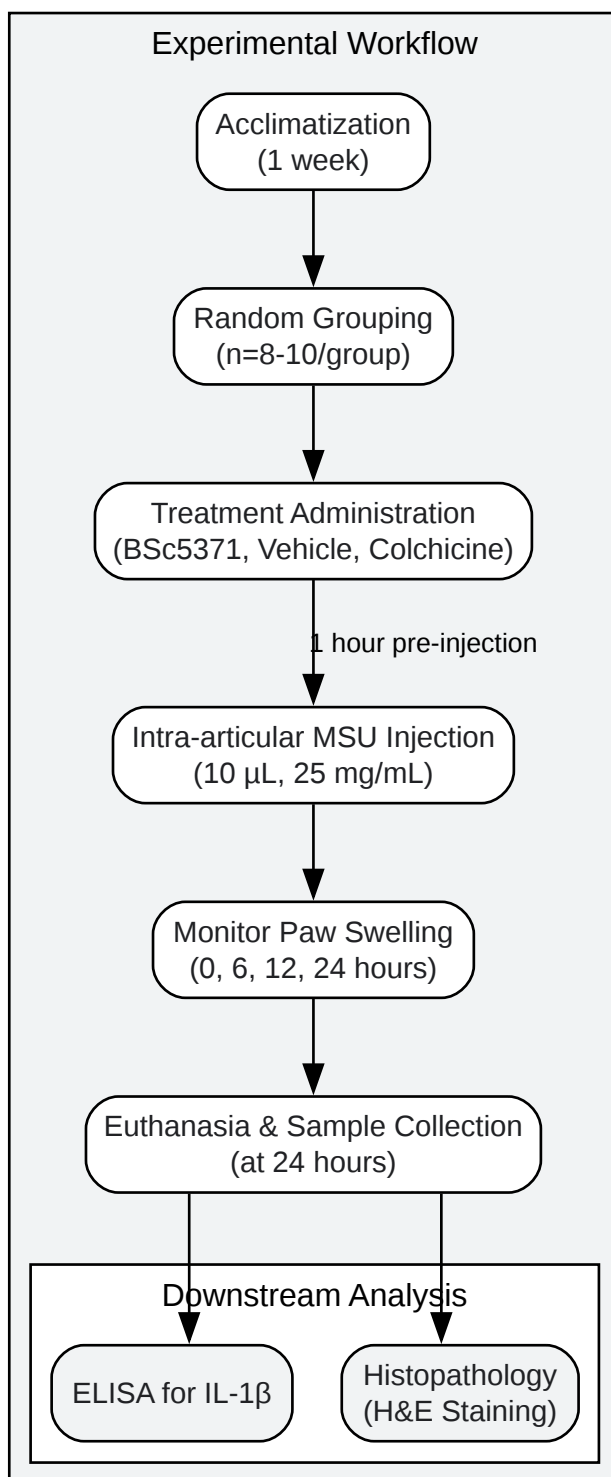 Experimental Workflow
Acclimatization
(1 week)
Random Grouping
(n=8-10/group)
Treatment Administration
(BSc5371, Vehicle, Colchicine)
1 hour pre-injection
Intra-articular MSU Injection
(10 µL, 25 mg/mL)
Monitor Paw Swelling
(0, 6, 12, 24 hours)
Euthanasia & Sample Collection
(at 24 hours)
Downstream Analysis
ELISA for IL-1β
Histopathology
(H&E Staining)